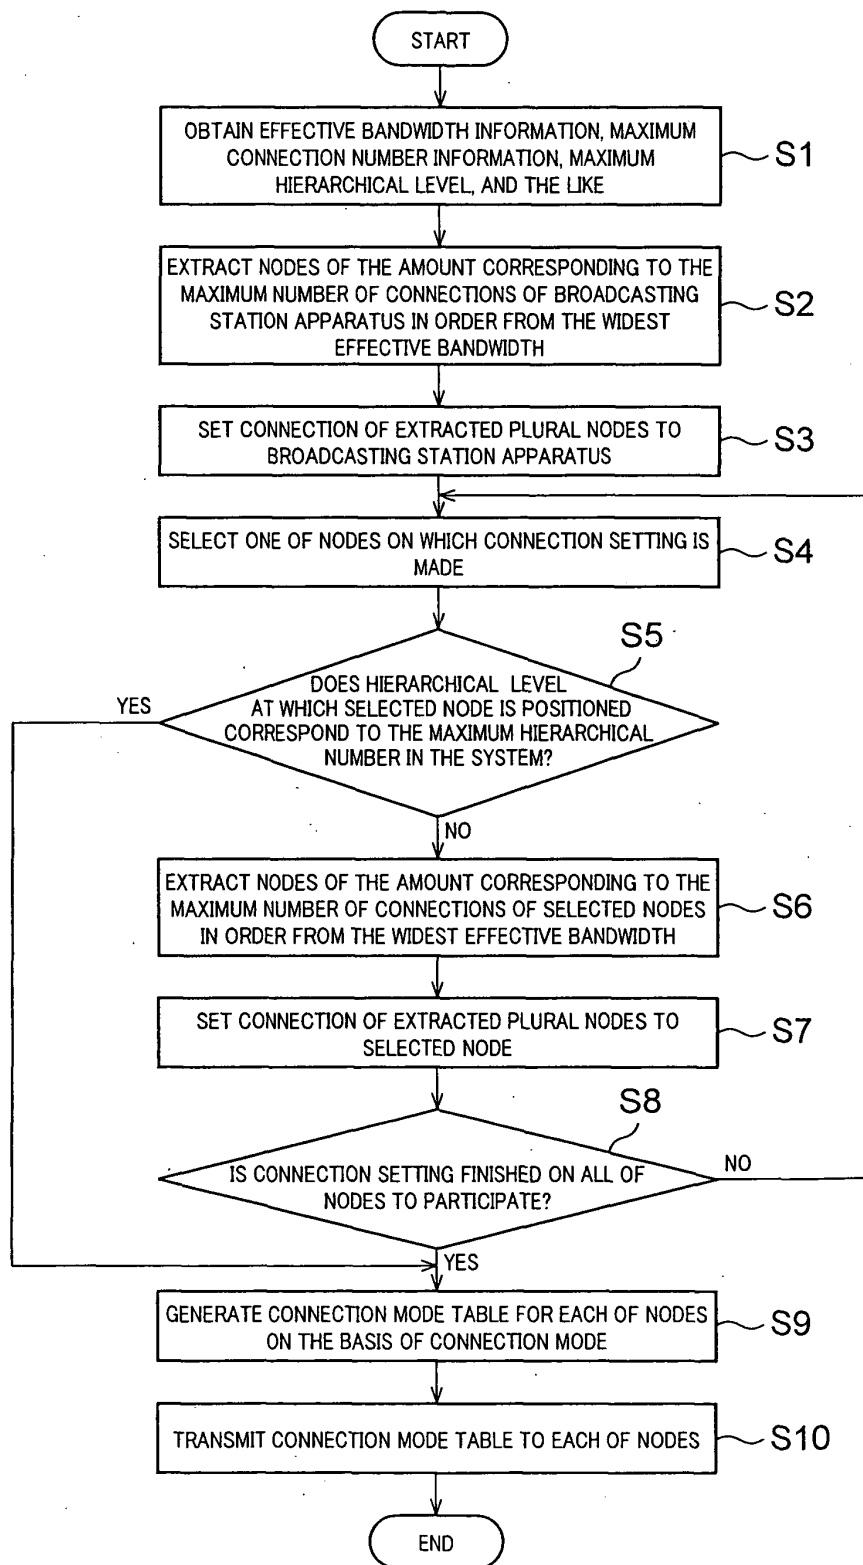 START
OBTAIN EFFECTIVE BANDWIDTH INFORMATION, MAXIMUM
CONNECTION NUMBER INFORMATION, MAXIMUM
HIERARCHICAL LEVEL, AND THE LIKE
S1
EXTRACT NODES OF THE AMOUNT CORRESPONDING TO THE
MAXIMUM NUMBER OF CONNECTIONS OF BROADCASTING
STATION APPARATUS IN ORDER FROM THE WIDEST
EFFECTIVE BANDWIDTH
S2
SET CONNECTION OF EXTRACTED PLURAL NODES TO
BROADCASTING STATION APPARATUS
S3
SELECT ONE OF NODES ON WHICH CONNECTION SETTING IS
MADE
S4
S5
DOES HIERARCHICAL LEVEL
AT WHICH SELECTED NODE IS POSITIONED
CORRESPOND TO THE MAXIMUM HIERARCHICAL
NUMBER IN THE SYSTEM?
YES
NO
EXTRACT NODES OF THE AMOUNT CORRESPONDING TO THE
MAXIMUM NUMBER OF CONNECTIONS OF SELECTED NODES
IN ORDER FROM THE WIDEST EFFECTIVE BANDWIDTH
S6
SET CONNECTION OF EXTRACTED PLURAL NODES TO
SELECTED NODE
S7
S8
IS CONNECTION SETTING FINISHED ON ALL OF
NODES TO PARTICIPATE?
NO
YES
GENERATE CONNECTION MODE TABLE FOR EACH OF NODES
ON THE BASIS OF CONNECTION MODE
S9
TRANSMIT CONNECTION MODE TABLE TO EACH OF NODES
S10
END